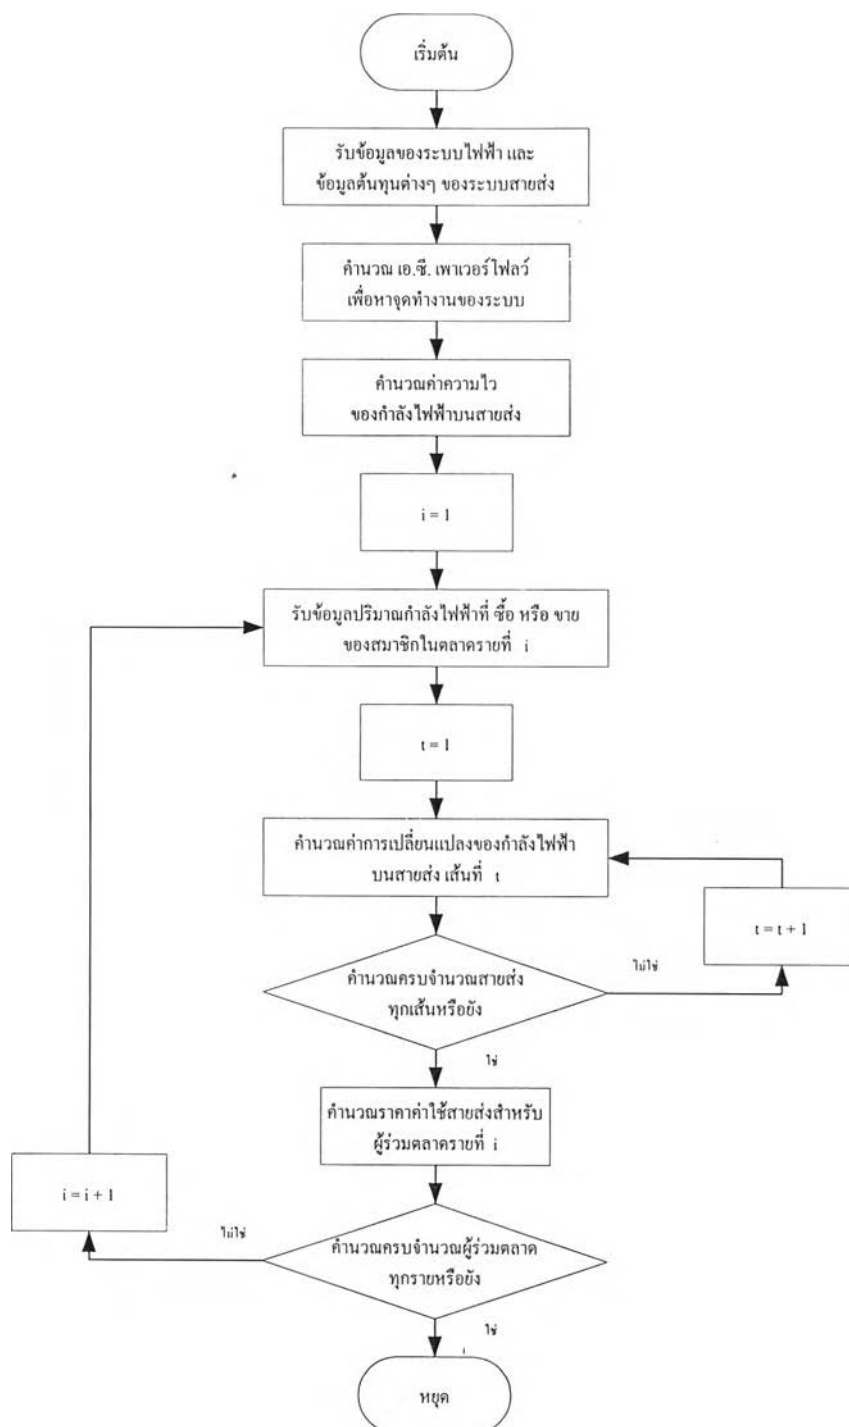 เริ่มต้น
รับข้อมูลของระบบไฟฟ้า และ
ข้อมูลต้นทุนต่างๆ ของระบบสายส่ง
คำนวณ เอ.ซี. เพาเวอร์โฟลว์
เพื่อหาจุดทำงานของระบบ
คำนวณค่าความไว
ของกำลังไฟฟ้าบนสายส่ง
i = 1
รับข้อมูลปริมาณกำลังไฟฟ้าที่ ซื้อ หรือ ขาย
ของสมาชิกในตลาดรายที่ i
t = 1
คำนวณค่าการเปลี่ยนแปลงของกำลังไฟฟ้า
บนสายส่ง เส้นที่ t
t = t + 1
คำนวณครบจำนวนสายส่ง
ทุกเส้นหรือยัง
ไม่ใช่
ใช่
คำนวณราคาค่าใช้สายส่งสำหรับ
ผู้ร่วมตลาดรายที่ i
i = i + 1
ไม่ใช่
คำนวณครบจำนวนผู้ร่วมตลาด
ทุกรายหรือยัง
ใช่
หยุด